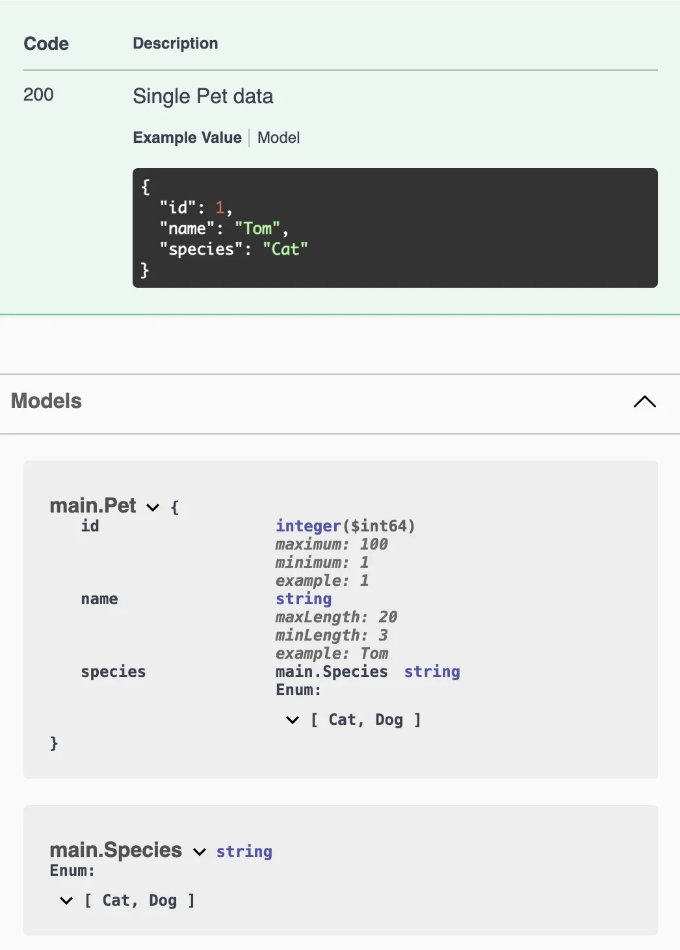 Code Description
200 Single Pet data
Example Value | Model
{
"id": 1,
"name": "Tom",
"species": "Cat"
}
Models
main.Pet {
id integer($int64)
maximum: 100
minimum: 1
example: 1
name string
maxLength: 20
minLength: 3
example: Tom
species main.Species string
Enum:
[ Cat, Dog ]
}
main.Species string
Enum:
[ Cat, Dog ]